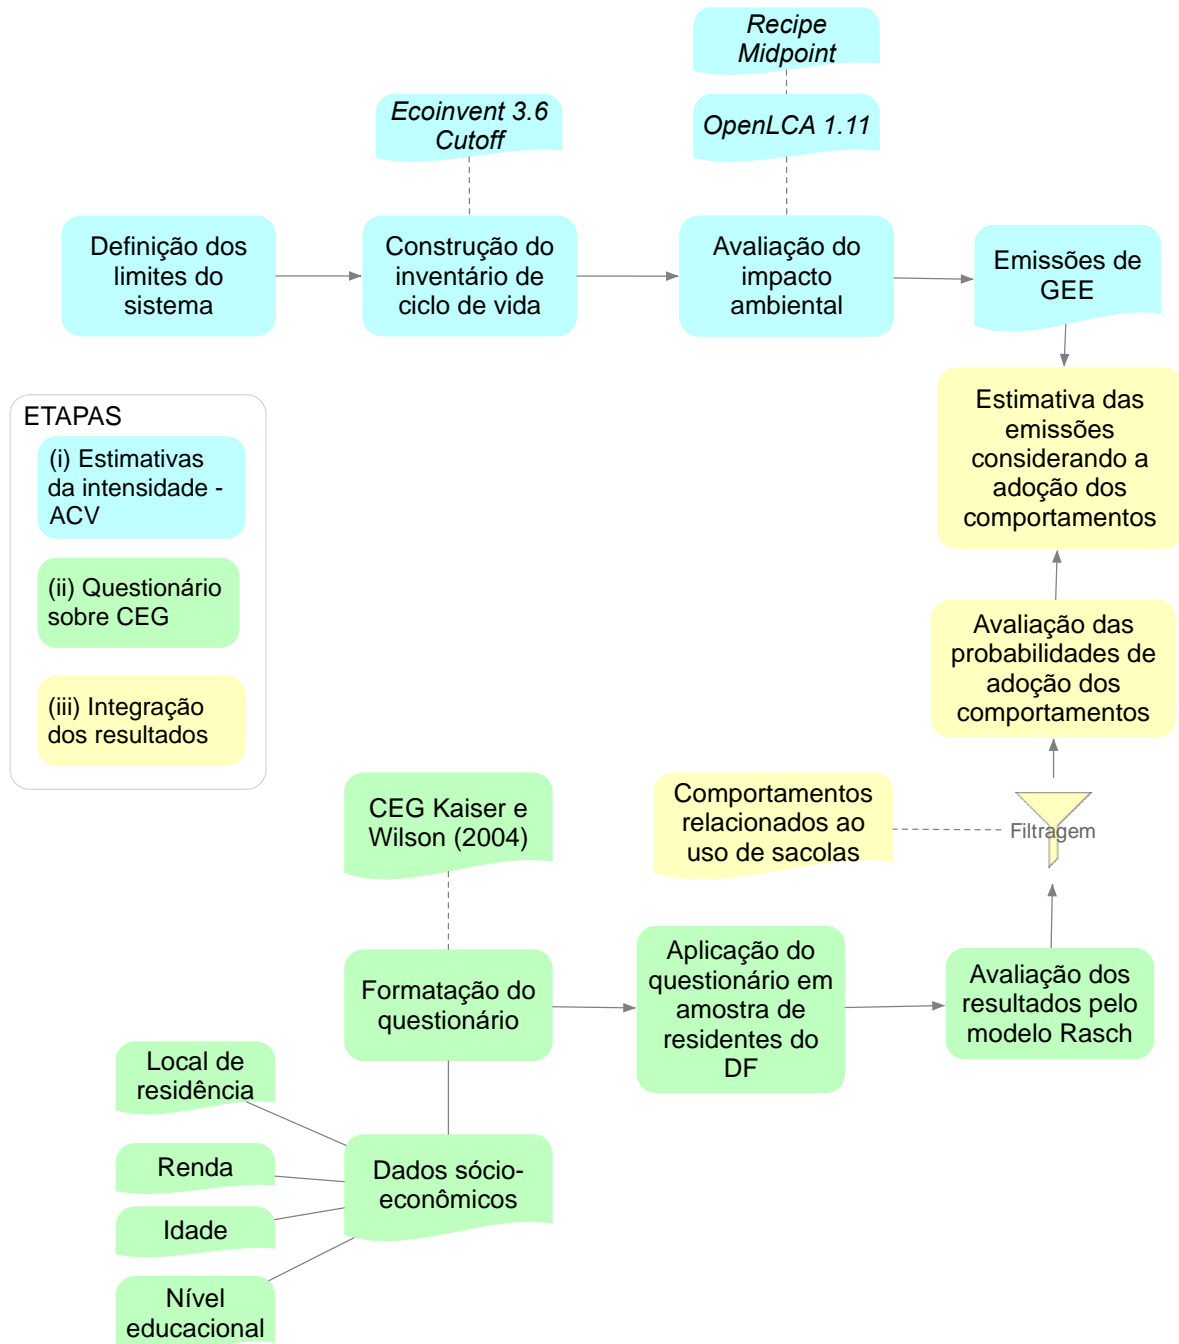 Recipe
Midpoint
Ecoinvent 3.6
Cutoff
OpenLCA 1.11
Definição dos
limites do
sistema
Construção do
inventário de
ciclo de vida
Avaliação do
impacto
ambiental
Emissões de
GEE
ETAPAS
(i) Estimativas
da intensidade -
ACV
(ii) Questionário
sobre CEG
(iii) Integração
dos resultados
Estimativa das
emissões
considerando a
adoção dos
comportamentos
Avaliação das
probabilidades de
adoção dos
comportamentos
Comportamentos
relacionados ao
uso de sacolas
Filtragem
CEG Kaiser e
Wilson (2004)
Formatação do
questionário
Aplicação do
questionário em
amostra de
residentes do
DF
Avaliação dos
resultados pelo
modelo Rasch
Local de
residência
Renda
Idade
Nível
educacional
Dados sócio-
econômicos